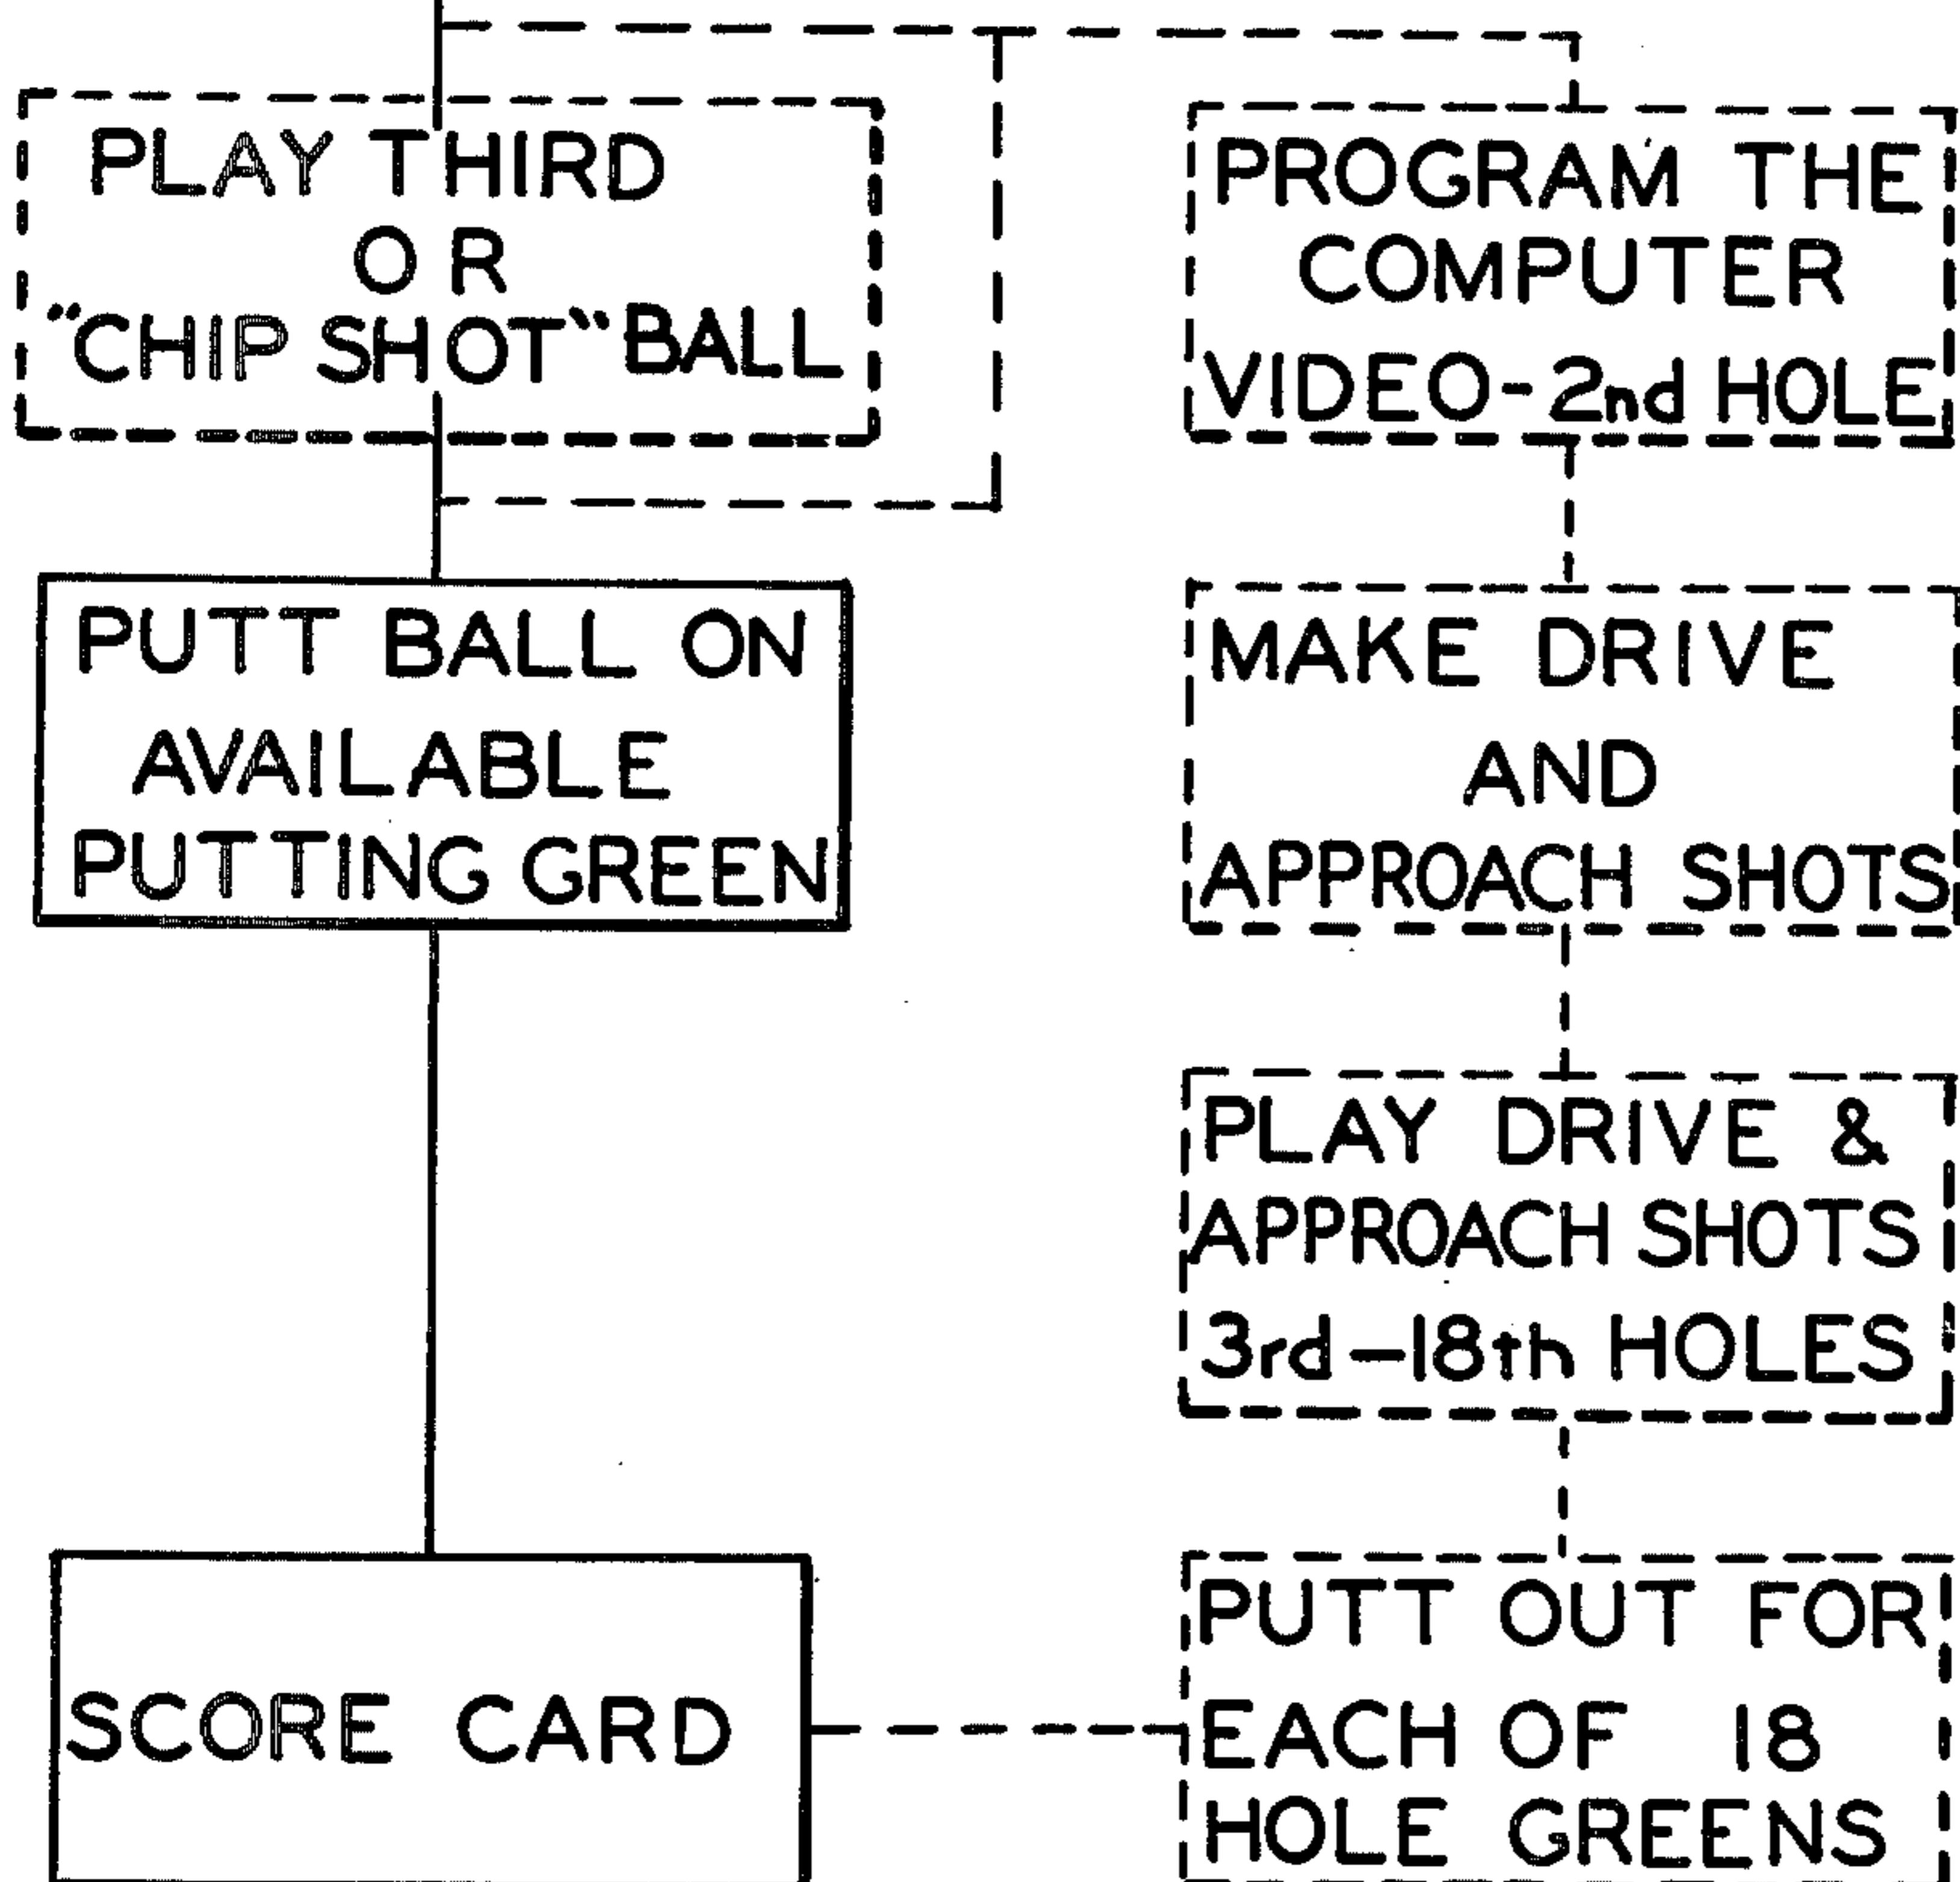 PLAY THIRD
OR
"CHIP SHOT" BALL
PUTT BALL ON
AVAILABLE
PUTTING GREEN
SCORE CARD
PROGRAM THE
COMPUTER
VIDEO-2nd HOLE
MAKE DRIVE
AND
APPROACH SHOTS
PLAY DRIVE &
APPROACH SHOTS
3rd-18th HOLES
PUTT OUT FOR
EACH OF 18
HOLE GREENS